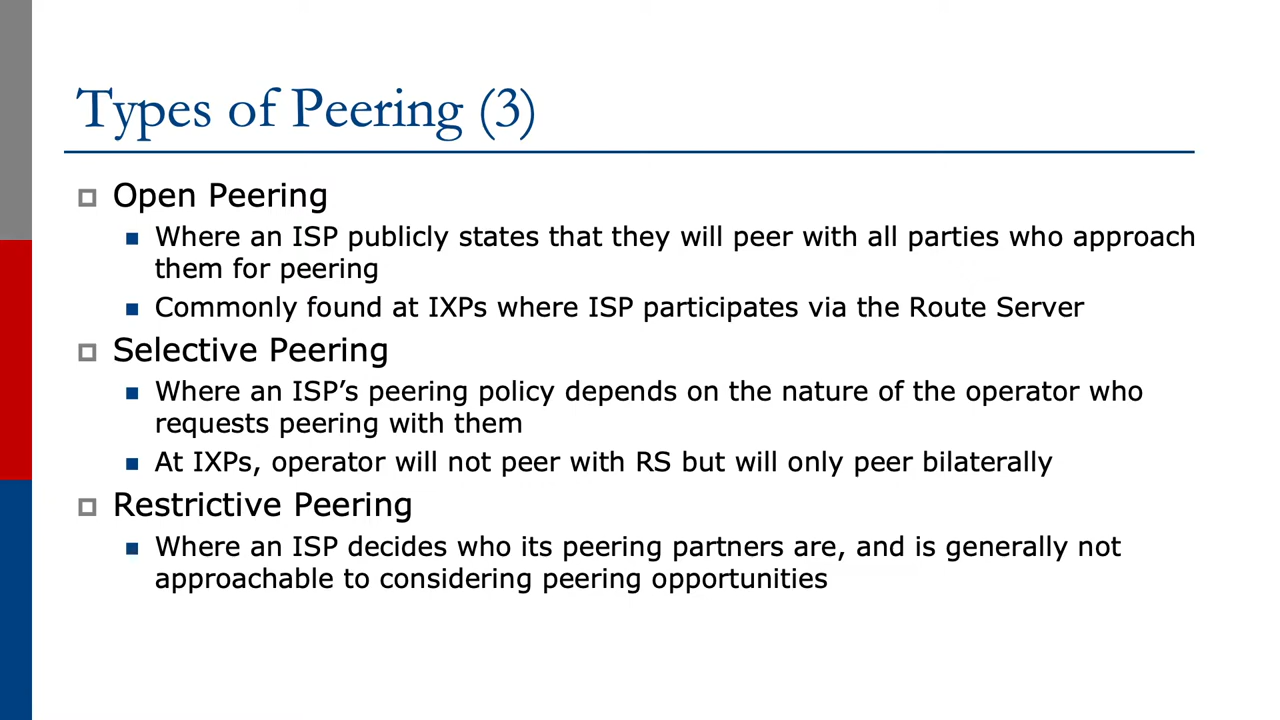 Types of Peering (3)
Open Peering
Where an ISP publicly states that they will peer with all parties who approach
them for peering
Commonly found at IXPs where ISP participates via the Route Server
Selective Peering
Where an ISP’s peering policy depends on the nature of the operator who
requests peering with them
At IXPs, operator will not peer with RS but will only peer bilaterally
Restrictive Peering
Where an ISP decides who its peering partners are, and is generally not
approachable to considering peering opportunities